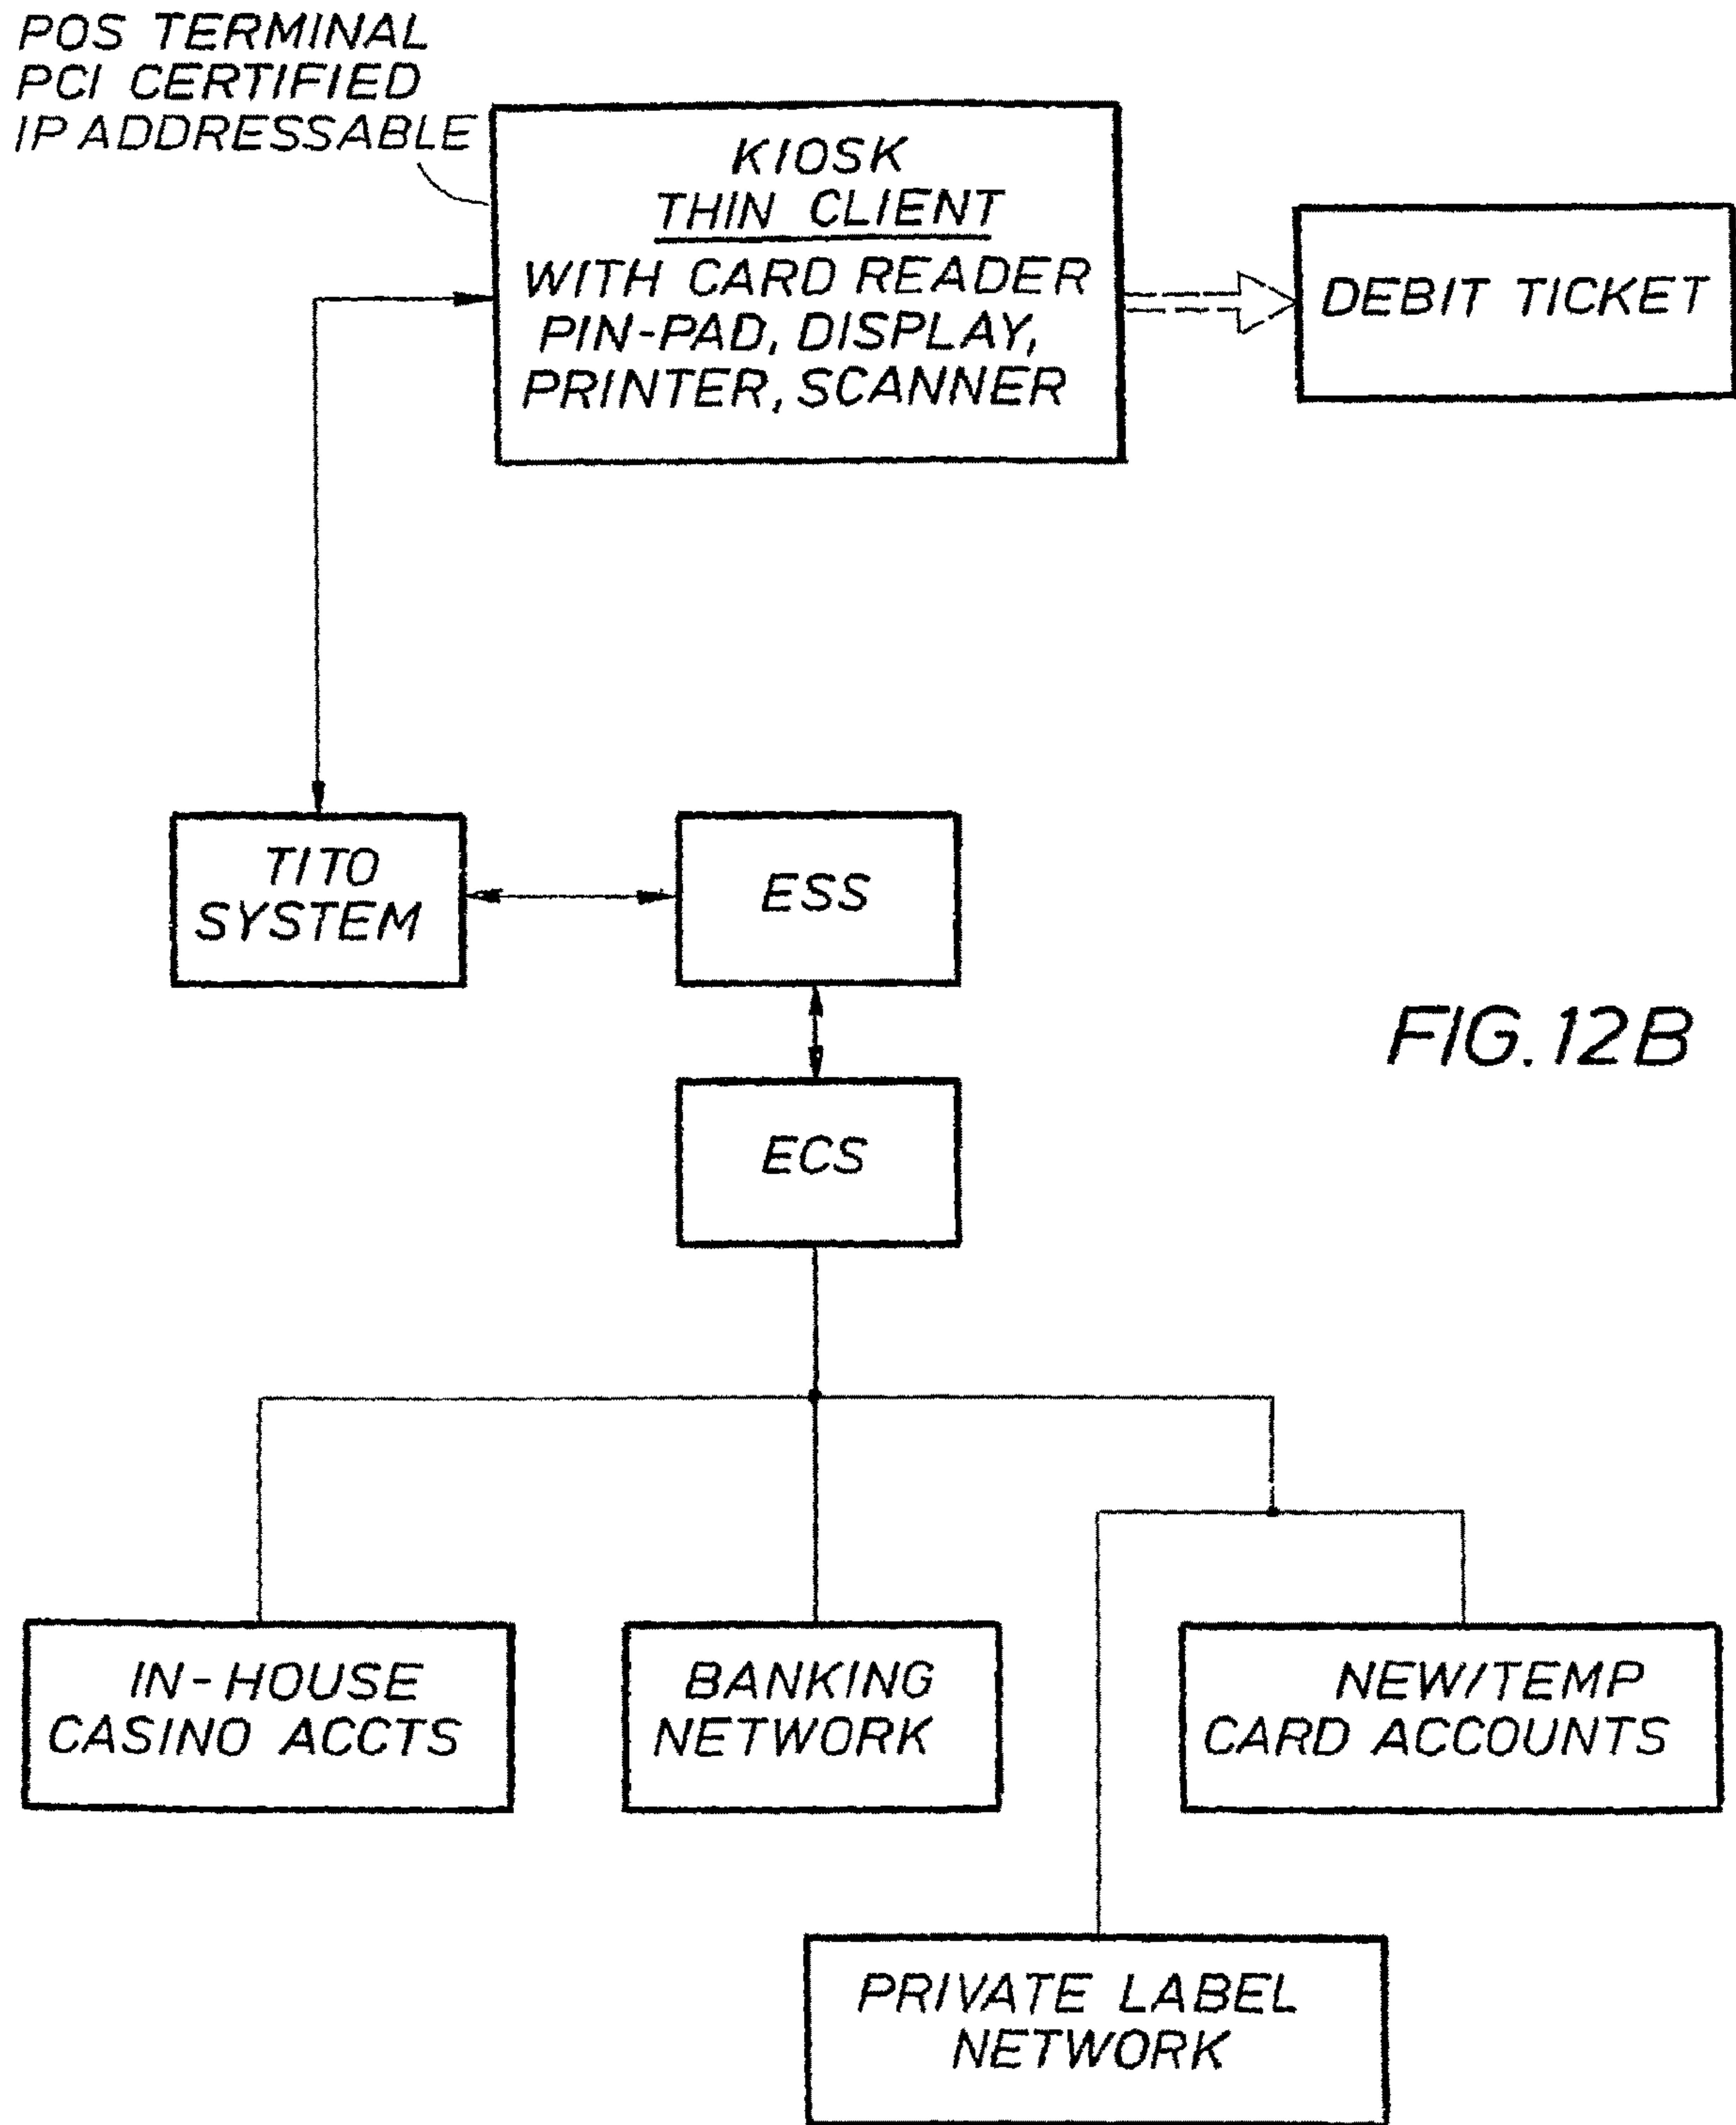 POS TERMINAL
PCI CERTIFIED
IP ADDRESSABLE
KIOSK
THIN CLIENT
WITH CARD READER
PIN-PAD, DISPLAY,
PRINTER, SCANNER
DEBIT TICKET
TITO
SYSTEM
ESS
FIG. 12B
ECS
IN-HOUSE
CASINO ACCTS
BANKING
NETWORK
NEW/TEMP
CARD ACCOUNTS
PRIVATE LABEL
NETWORK